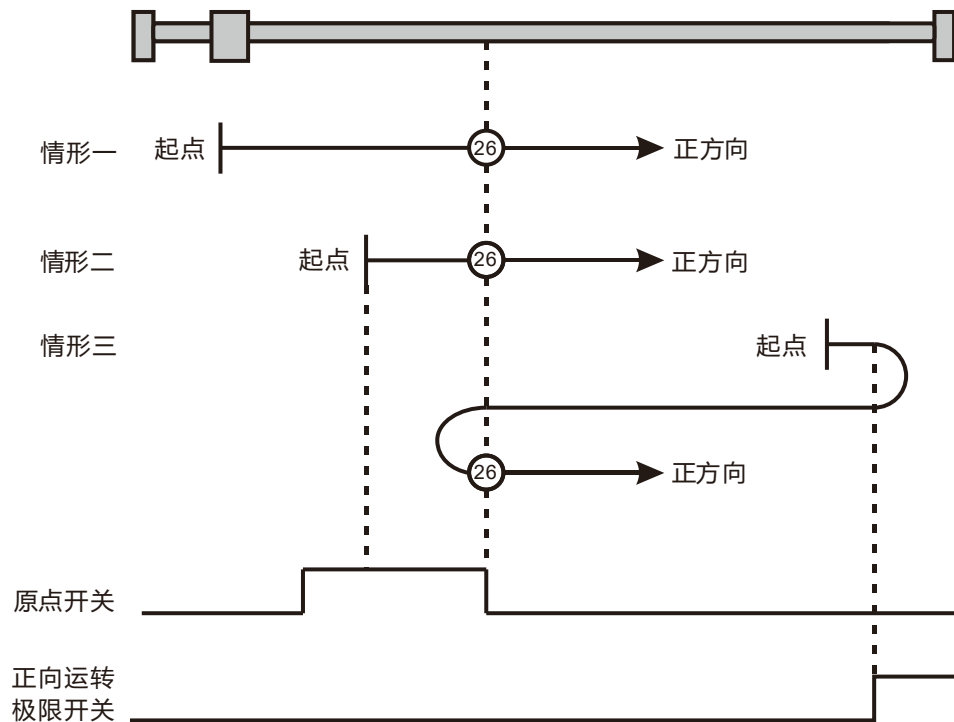 情形一 起点 26 正方向
情形二 起点 26 正方向
情形三 起点
26 正方向
原点开关
正向运转
极限开关